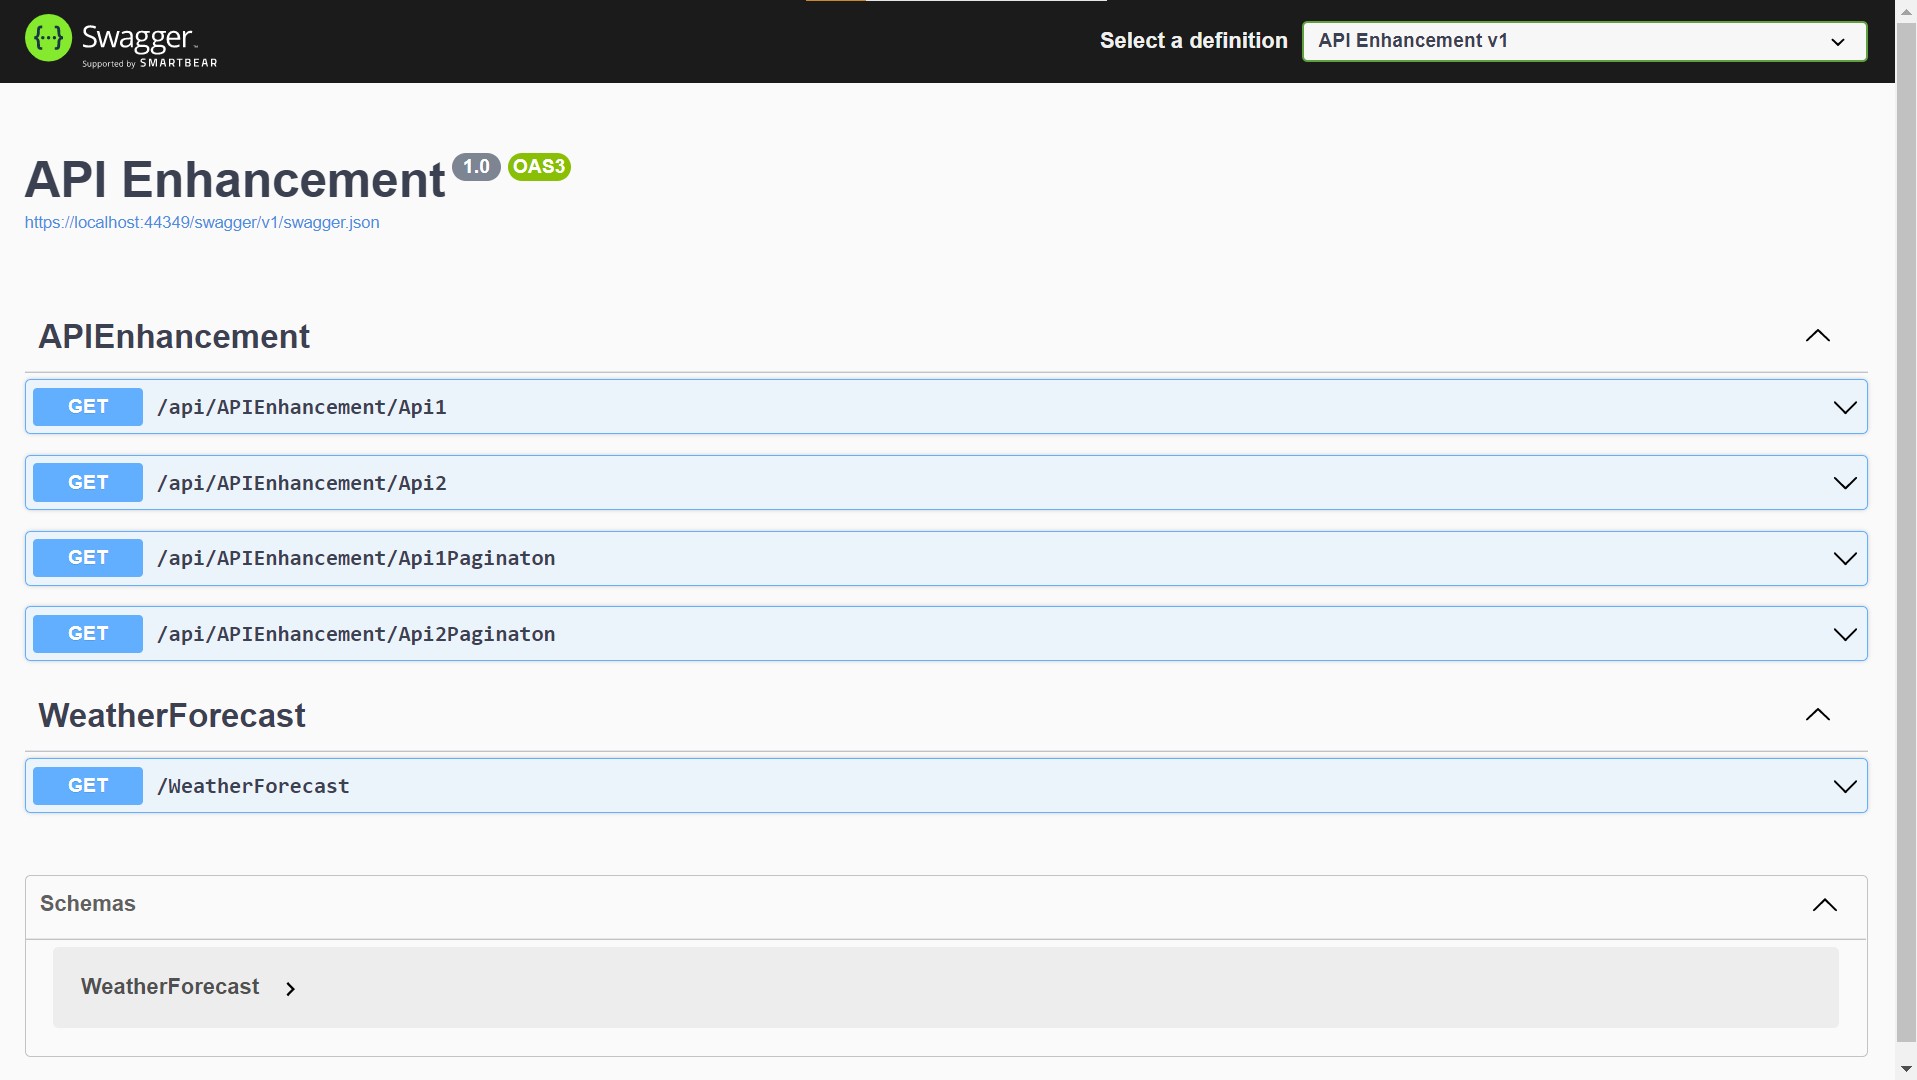 Swagger
Supported by SMARTBEAR
Select a definition
API Enhancement v1
API Enhancement 1.0 OAS3
https://localhost:44349/swagger/v1/swagger.json
APIEnhancement
GET /api/APIEnhancement/Api1
GET /api/APIEnhancement/Api2
GET /api/APIEnhancement/Api1Paginaton
GET /api/APIEnhancement/Api2Paginaton
WeatherForecast
GET /WeatherForecast
Schemas
WeatherForecast